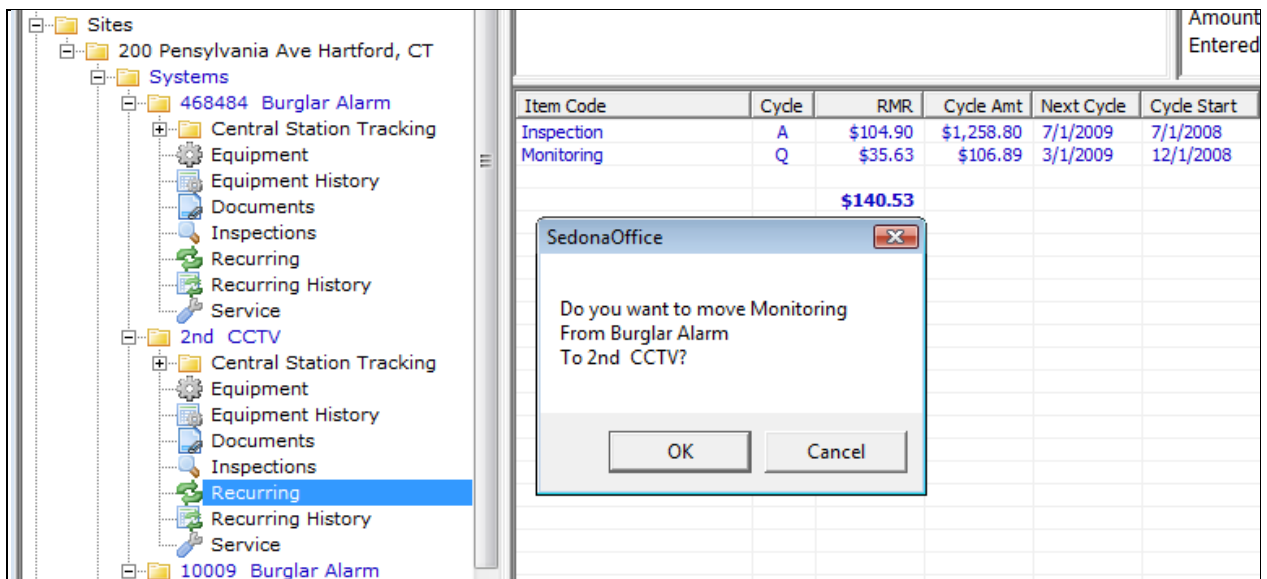 Sites
200 Pensylvania Ave Hartford, CT
Systems
468484 Burglar Alarm
Central Station Tracking
Equipment
Equipment History
Documents
Inspections
Recurring
Recurring History
Service
2nd CCTV
Central Station Tracking
Equipment
Equipment History
Documents
Inspections
Recurring
Recurring History
Service
10009 Burglar Alarm
Amount
Entered
Item Code Cycle RMR Cycle Amt Next Cycle Cycle Start
Inspection A $104.90 $1,258.80 7/1/2009 7/1/2008
Monitoring Q $35.63 $106.89 3/1/2009 12/1/2008
$140.53
SedonaOffice
Do you want to move Monitoring
From Burglar Alarm
To 2nd CCTV?
OK Cancel